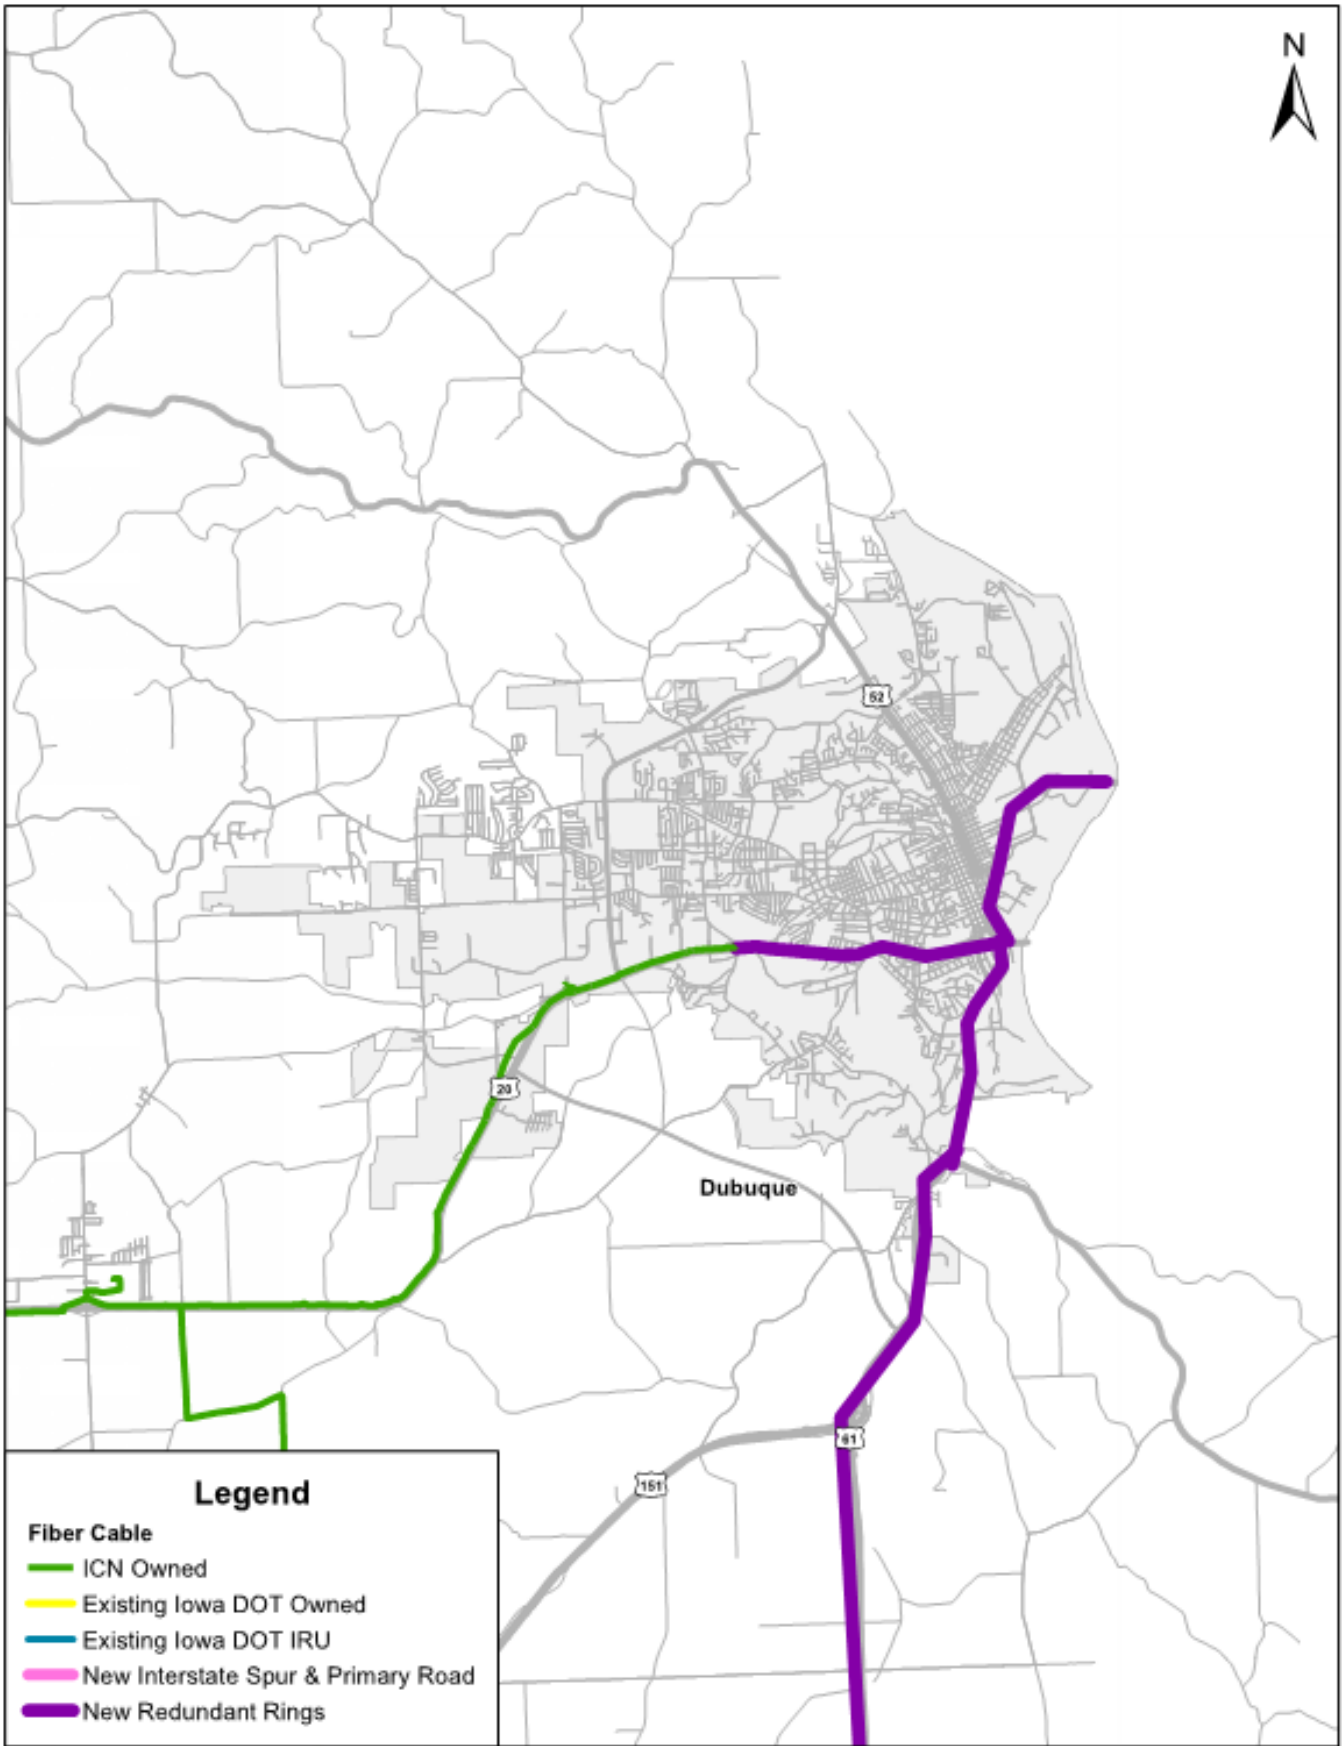 N
52
20
Dubuque
61
151
Legend
Fiber Cable
ICN Owned
Existing Iowa DOT Owned
Existing Iowa DOT IRU
New Interstate Spur & Primary Road
New Redundant Rings